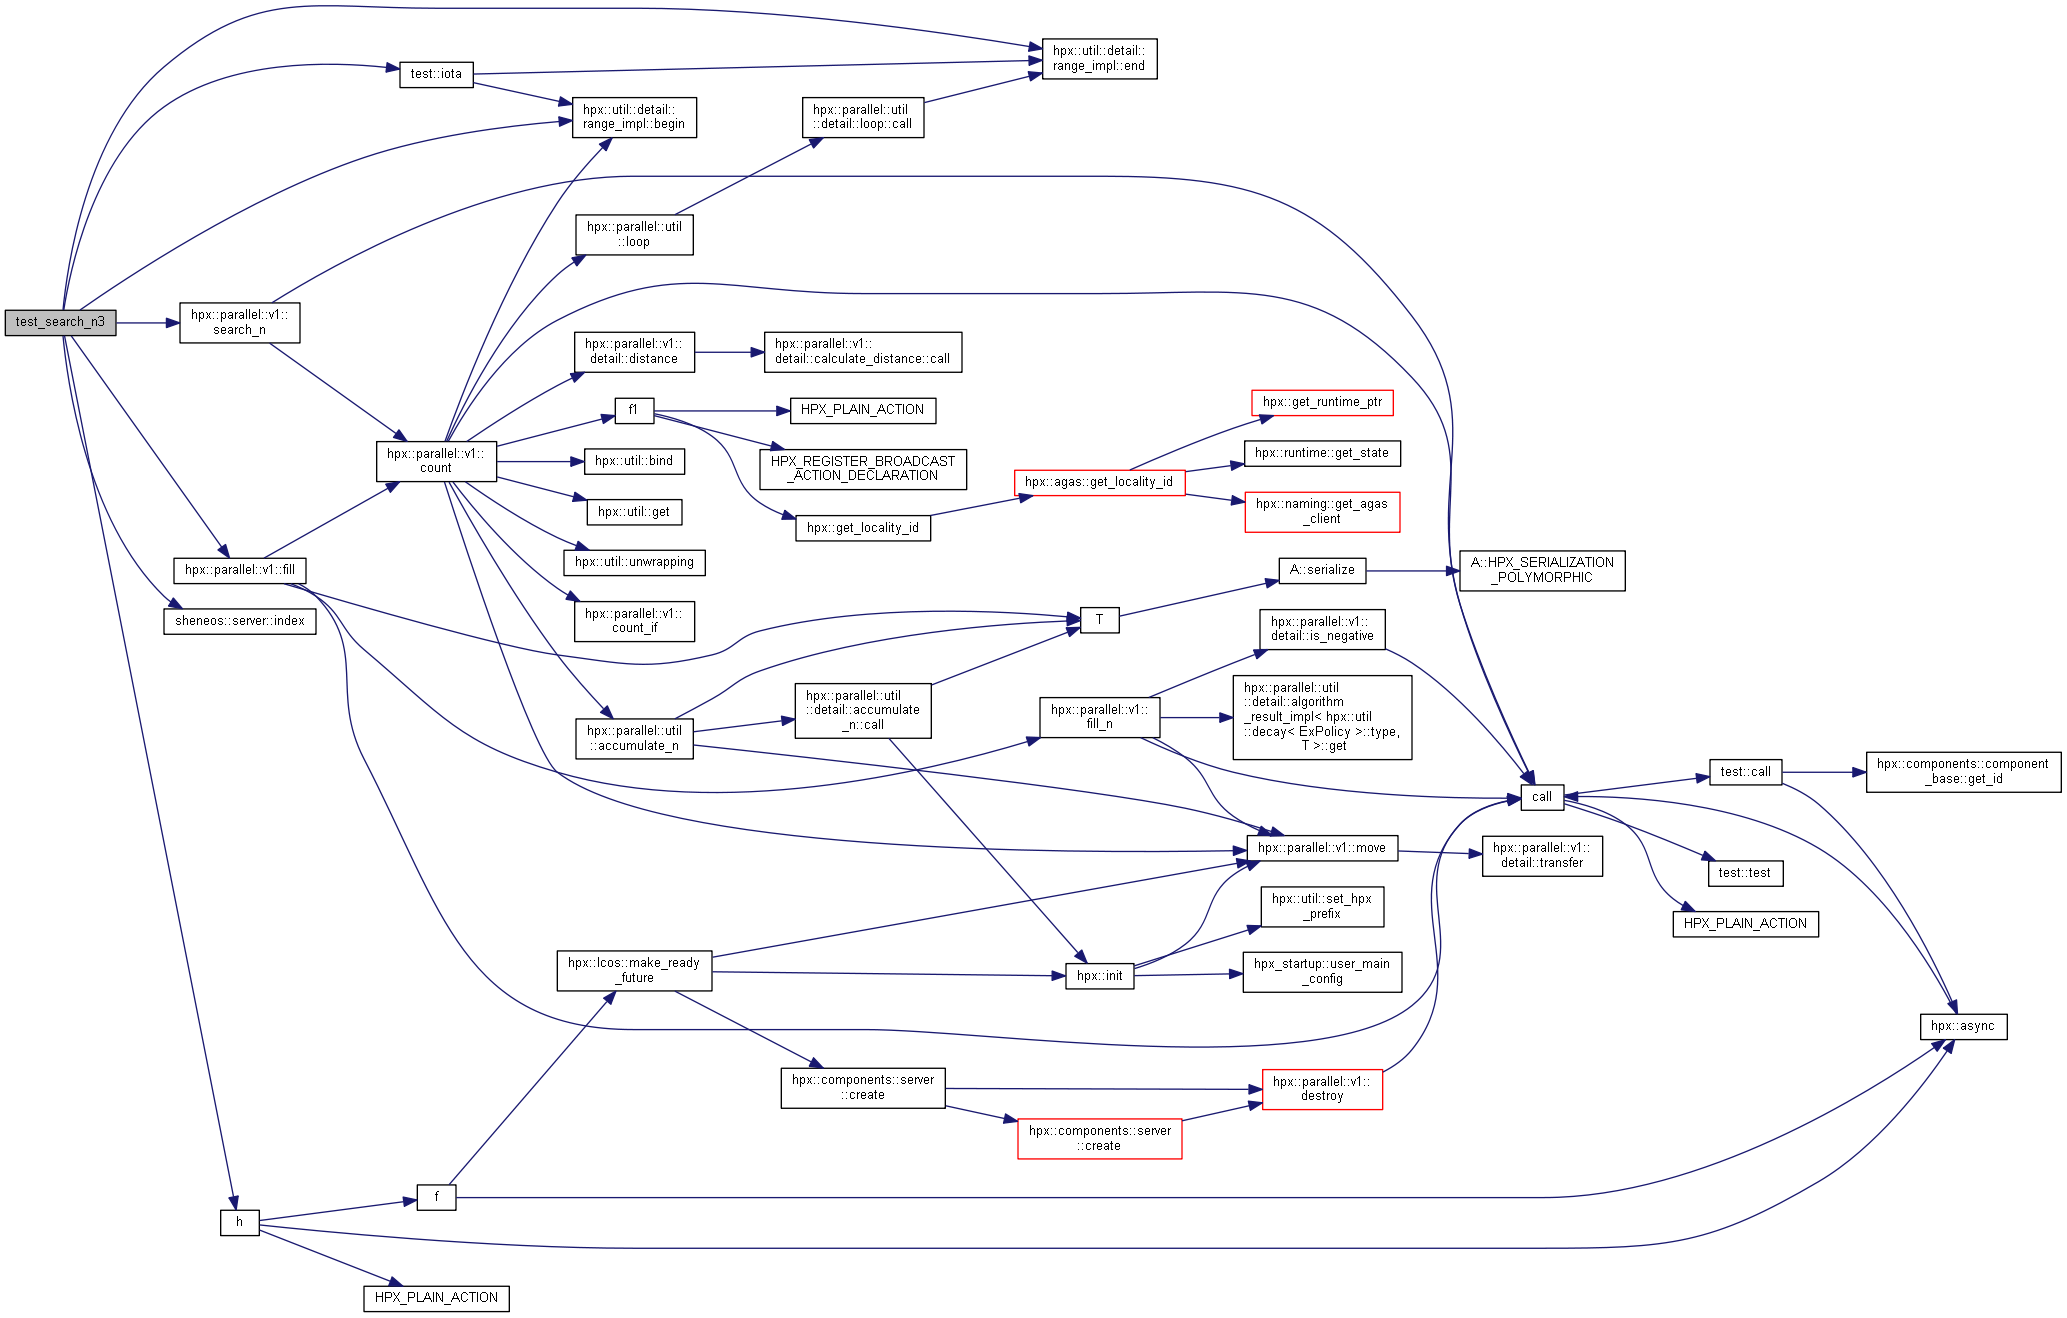 test_search_n3
hpx::util::detail::
range_impl::end
test::iota
hpx::util::detail::
range_impl::begin
hpx::parallel::util
::detail::loop::call
hpx::parallel::util
::loop
hpx::parallel::v1::
search_n
hpx::parallel::v1::
detail::distance
hpx::parallel::v1::
detail::calculate_distance::call
f1
HPX_PLAIN_ACTION
hpx::get_runtime_ptr
hpx::parallel::v1::
count
hpx::util::bind
HPX_REGISTER_BROADCAST
_ACTION_DECLARATION
hpx::runtime::get_state
hpx::agas::get_locality_id
hpx::util::get
hpx::get_locality_id
hpx::naming::get_agas
_client
hpx::util::unwrapping
hpx::parallel::v1::fill
A::serialize
A::HPX_SERIALIZATION
_POLYMORPHIC
sheneos::server::index
hpx::parallel::v1::
count_if
T
hpx::parallel::v1::
detail::is_negative
hpx::parallel::util
::detail::accumulate
_n::call
hpx::parallel::v1::
fill_n
hpx::parallel::util
::detail::algorithm
_result_impl< hpx::util
::decay< ExPolicy >::type,
T >::get
hpx::parallel::util
::accumulate_n
call
test::call
hpx::components::component
_base::get_id
hpx::parallel::v1::move
hpx::parallel::v1::
detail::transfer
test::test
HPX_PLAIN_ACTION
hpx::util::set_hpx
_prefix
hpx::lcos::make_ready
_future
hpx::init
hpx_startup::user_main
_config
hpx::async
hpx::components::server
::create
hpx::parallel::v1::
destroy
hpx::components::server
::create
f
h
HPX_PLAIN_ACTION